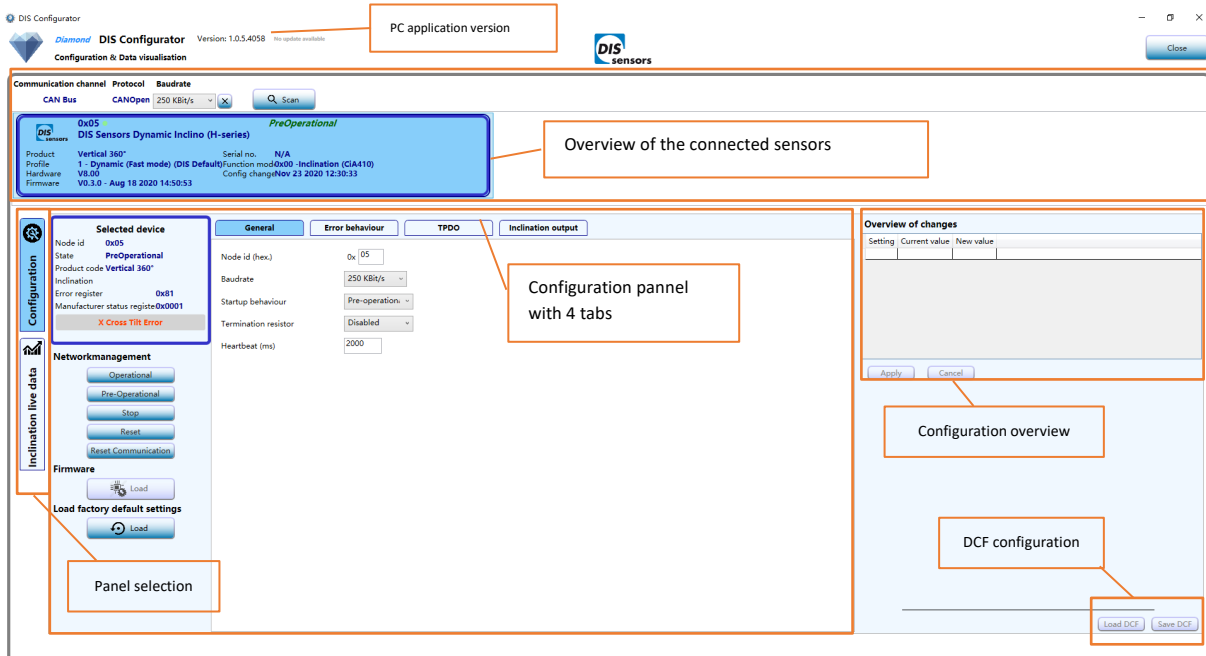 DIS Configurator
Diamond DIS Configurator Version: 1.0.5.4058 No update available
Configuration & Data visualisation
PC application version
DIS
sensors
Close
Communication channel Protocol Baudrate
CAN Bus CANOpen 250 KBit/s X Scan
0x05 PreOperational
DIS Sensors Dynamic Inclino (H-series)
DIS
sensors
Product Vertical 360° Serial no. N/A
Profile 1 - Dynamic (Fast mode) (DIS Default) Function mod 0x00 -Inclination (CiA410)
Hardware V8.00 Config change Nov 23 2020 12:30:33
Firmware V0.3.0 - Aug 18 2020 14:50:53
Overview of the connected sensors
Configuration
Inclination live data
Selected device
Node id 0x05
State PreOperational
Product code Vertical 360°
Inclination
Error register 0x81
Manufacturer status registe 0x0001
X Cross Tilt Error
Networkmanagement
Operational
Pre-Operational
Stop
Reset
Reset Communication
Firmware
Load
Load factory default settings
Load
Panel selection
General Error behaviour TPDO Inclination output
Node id (hex.) 0x 05
Baudrate 250 KBit/s
Startup behaviour Pre-operation
Termination resistor Disabled
Heartbeat (ms) 2000
Configuration pannel
with 4 tabs
Overview of changes
Setting Current value New value
Apply Cancel
Configuration overview
DCF configuration
Load DCF Save DCF